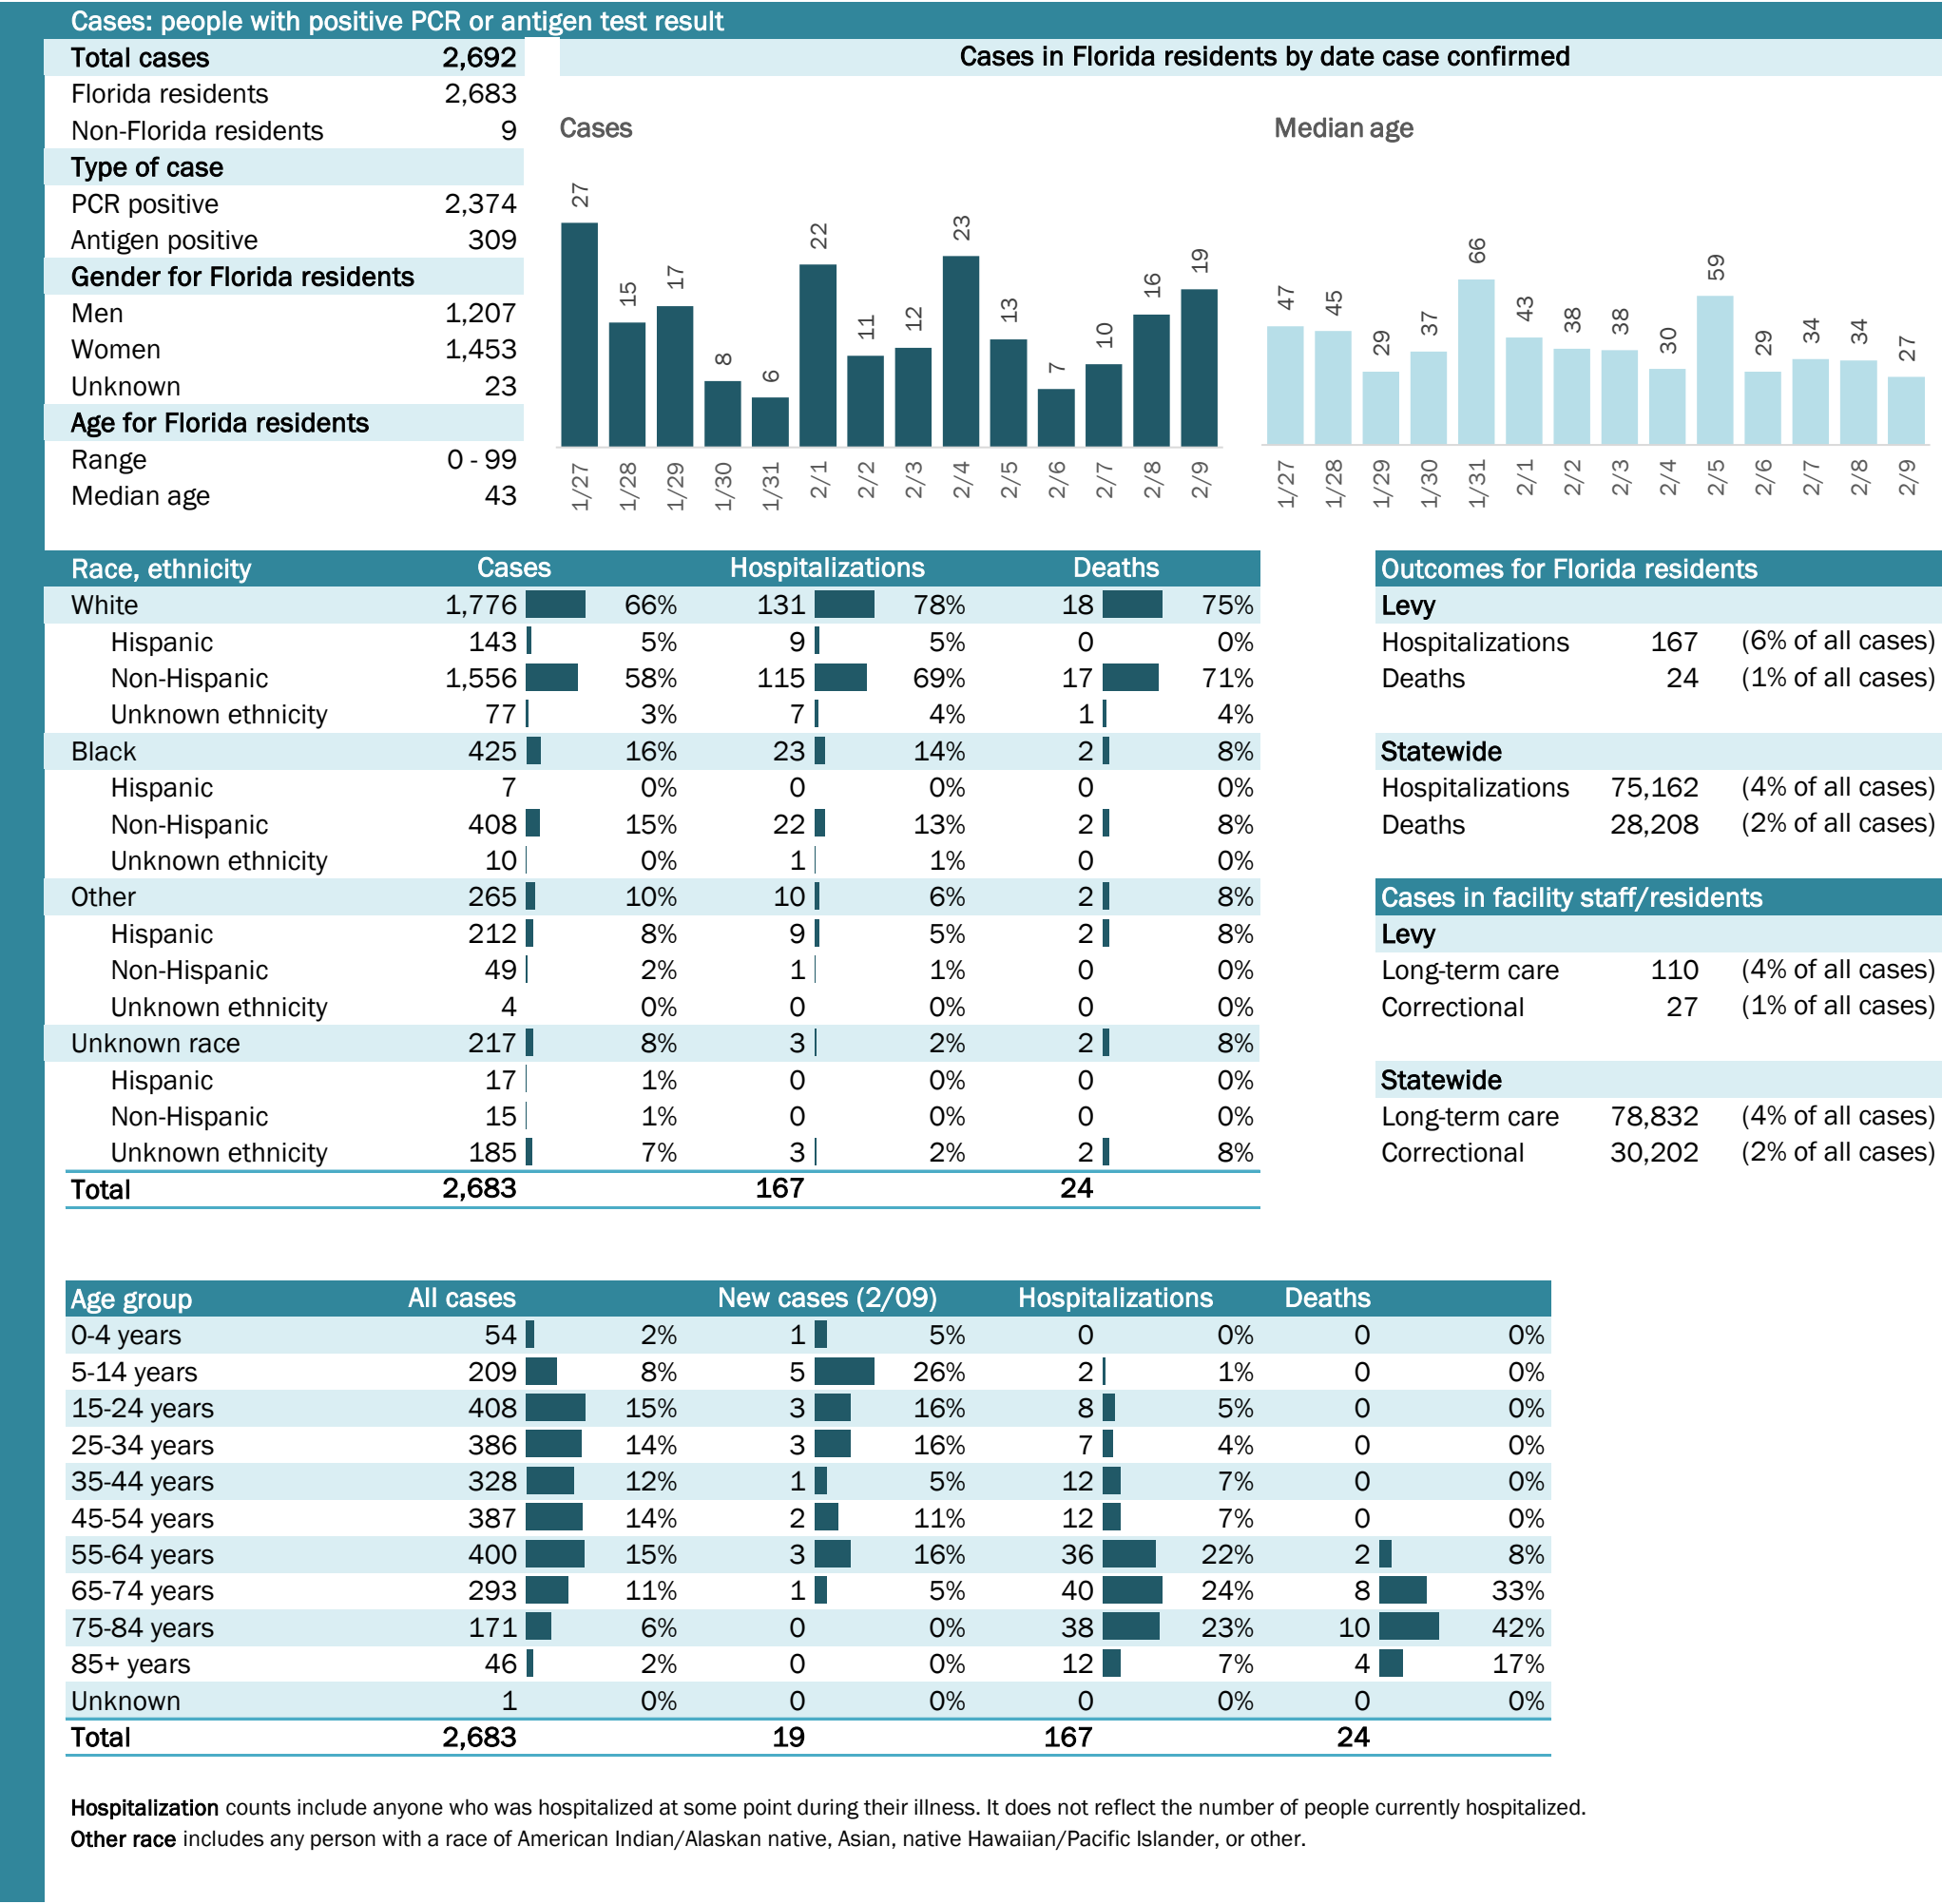 Cases: people with positive PCR or antigen test result
Total cases 2,692
Florida residents 2,683
Non-Florida residents 9
Type of case
PCR positive 2,374
Antigen positive 309
Gender for Florida residents
Men 1,207
Women 1,453
Unknown 23
Age for Florida residents
Range 0 - 99
Median age 43
Cases in Florida residents by date case confirmed
Cases
27 15 17 8 6 22 11 12 23 13 7 10 16 19
1/27 1/28 1/29 1/30 1/31 2/1 2/2 2/3 2/4 2/5 2/6 2/7 2/8 2/9
Median age
47 45 29 37 66 43 38 38 30 59 29 34 34 27
1/27 1/28 1/29 1/30 1/31 2/1 2/2 2/3 2/4 2/5 2/6 2/7 2/8 2/9
Race, ethnicity Cases Hospitalizations Deaths
White 1,776 66% 131 78% 18 75%
Hispanic 143 5% 9 5% 0 0%
Non-Hispanic 1,556 58% 115 69% 17 71%
Unknown ethnicity 77 3% 7 4% 1 4%
Black 425 16% 23 14% 2 8%
Hispanic 7 0% 0 0% 0 0%
Non-Hispanic 408 15% 22 13% 2 8%
Unknown ethnicity 10 0% 1 1% 0 0%
Other 265 10% 10 6% 2 8%
Hispanic 212 8% 9 5% 2 8%
Non-Hispanic 49 2% 1 1% 0 0%
Unknown ethnicity 4 0% 0 0% 0 0%
Unknown race 217 8% 3 2% 2 8%
Hispanic 17 1% 0 0% 0 0%
Non-Hispanic 15 1% 0 0% 0 0%
Unknown ethnicity 185 7% 3 2% 2 8%
Total 2,683 167 24
Outcomes for Florida residents
Levy
Hospitalizations 167 (6% of all cases)
Deaths 24 (1% of all cases)
Statewide
Hospitalizations 75,162 (4% of all cases)
Deaths 28,208 (2% of all cases)
Cases in facility staff/residents
Levy
Long-term care 110 (4% of all cases)
Correctional 27 (1% of all cases)
Statewide
Long-term care 78,832 (4% of all cases)
Correctional 30,202 (2% of all cases)
Age group All cases New cases (2/09) Hospitalizations Deaths
0-4 years 54 2% 1 5% 0 0% 0 0%
5-14 years 209 8% 5 26% 2 1% 0 0%
15-24 years 408 15% 3 16% 8 5% 0 0%
25-34 years 386 14% 3 16% 7 4% 0 0%
35-44 years 328 12% 1 5% 12 7% 0 0%
45-54 years 387 14% 2 11% 12 7% 0 0%
55-64 years 400 15% 3 16% 36 22% 2 8%
65-74 years 293 11% 1 5% 40 24% 8 33%
75-84 years 171 6% 0 0% 38 23% 10 42%
85+ years 46 2% 0 0% 12 7% 4 17%
Unknown 1 0% 0 0% 0 0% 0 0%
Total 2,683 19 167 24
Hospitalization counts include anyone who was hospitalized at some point during their illness. It does not reflect the number of people currently hospitalized.
Other race includes any person with a race of American Indian/Alaskan native, Asian, native Hawaiian/Pacific Islander, or other.